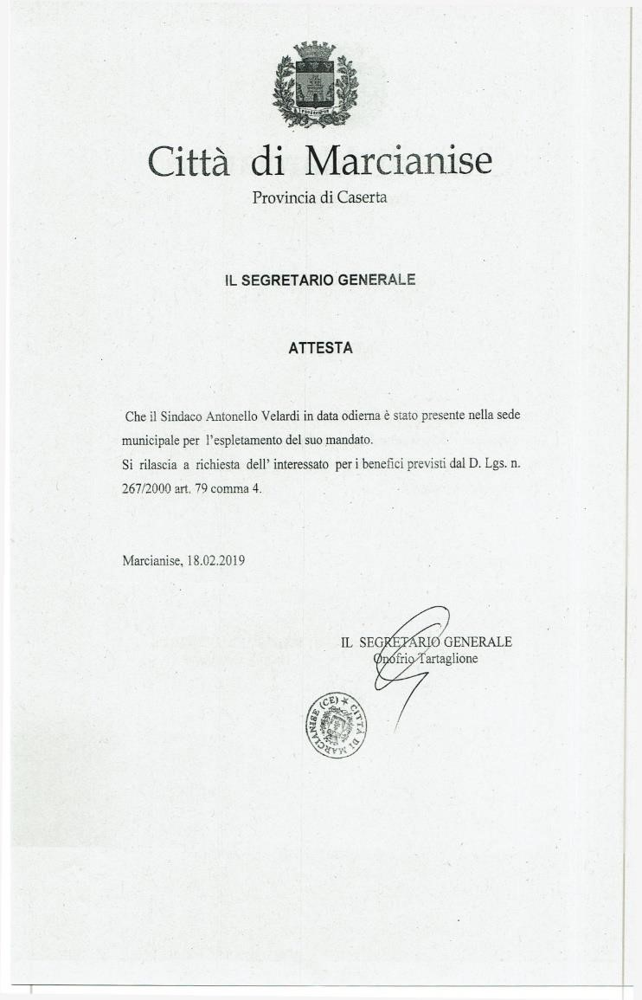 Città di Marcianise
Provincia di Caserta
IL SEGRETARIO GENERALE
ATTESTA
Che il Sindaco Antonello Velardi in data odierna è stato presente nella sede
municipale per l'espletamento del suo mandato.
Si rilascia a richiesta dell' interessato per i benefici previsti dal D. Lgs. n.
267/2000 art. 79 comma 4.
Marcianise, 18.02.2019
IL SEGRETARIO GENERALE
Onofrio Tartaglione
CITTÀ DI MARCIANISE (CE)